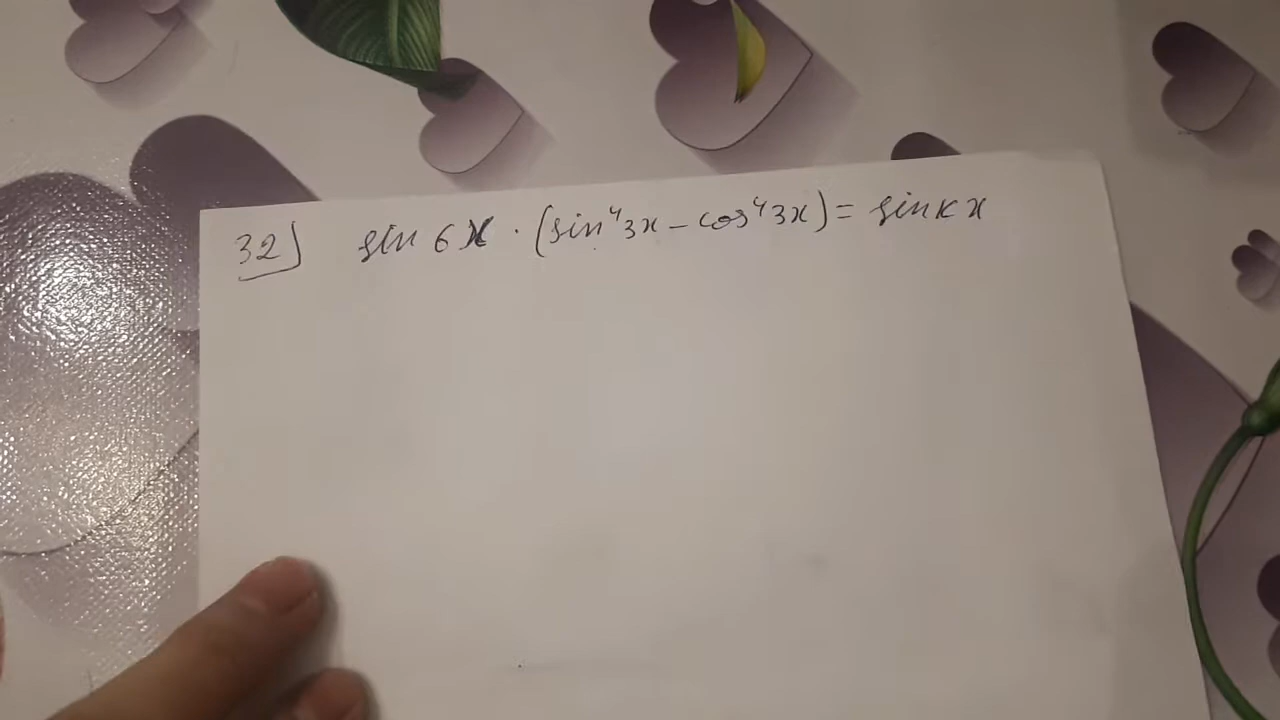 32) sin 6x · (sin⁴3x - cos⁴3x) = sin kx